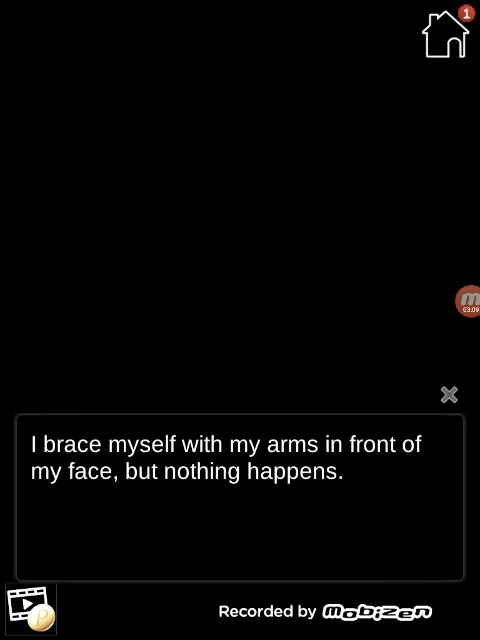 1
m
03:09
I brace myself with my arms in front of
my face, but nothing happens.
P
Recorded by mobizen